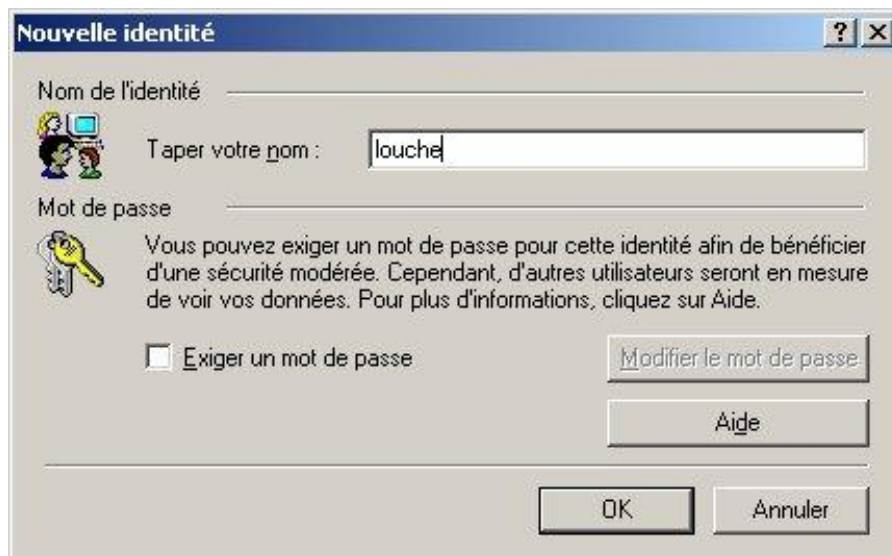 Nouvelle identité
Nom de l'identité
Taper votre nom : louche
Mot de passe
Vous pouvez exiger un mot de passe pour cette identité afin de bénéficier
d'une sécurité modérée. Cependant, d'autres utilisateurs seront en mesure
de voir vos données. Pour plus d'informations, cliquez sur Aide.
Exiger un mot de passe Modifier le mot de passe
Aide
OK Annuler